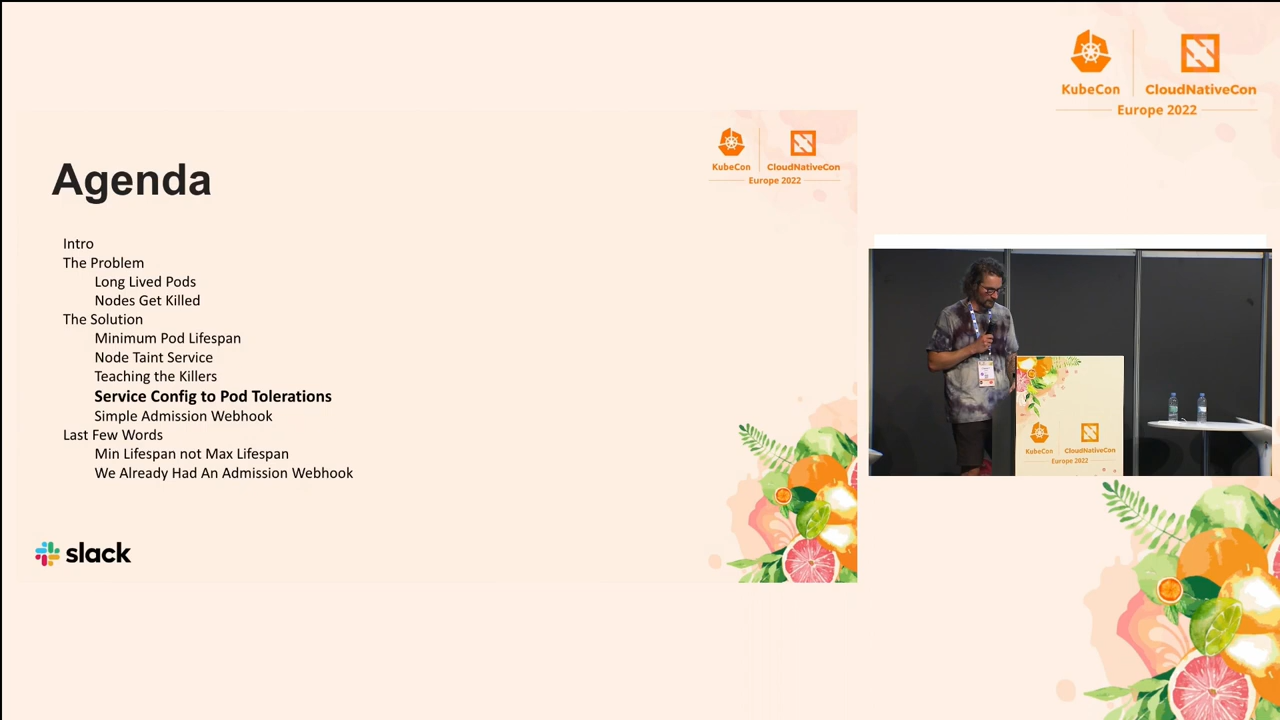 KubeCon
CloudNativeCon
Europe 2022
KubeCon
CloudNativeCon
Europe 2022
Agenda
Intro
The Problem
Long Lived Pods
Nodes Get Killed
The Solution
Minimum Pod Lifespan
Node Taint Service
Teaching the Killers
Service Config to Pod Tolerations
Simple Admission Webhook
Last Few Words
Min Lifespan not Max Lifespan
We Already Had An Admission Webhook
slack
KubeCon
CloudNativeCon
Europe 2022